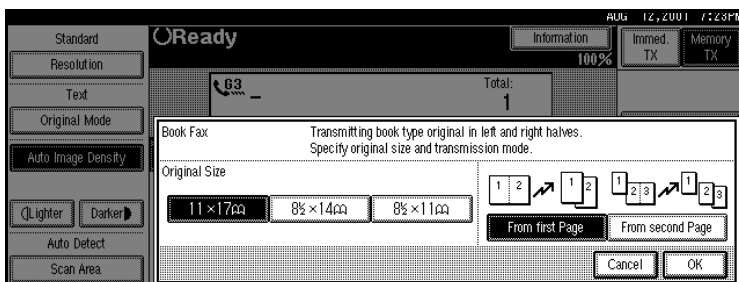 AUG 12,2001 7:23PM
Standard
Resolution
Text
Original Mode
Auto Image Density
Lighter Darker
Auto Detect
Scan Area
Ready
Information
100%
Immed. TX
Memory TX
G3 _
Total:
1
Book Fax
Transmitting book type original in left and right halves.
Specify original size and transmission mode.
Original Size
11×17 8½×14 8½×11
1 2 1 2 1 2 3 1 2 3
From first Page From second Page
Cancel OK